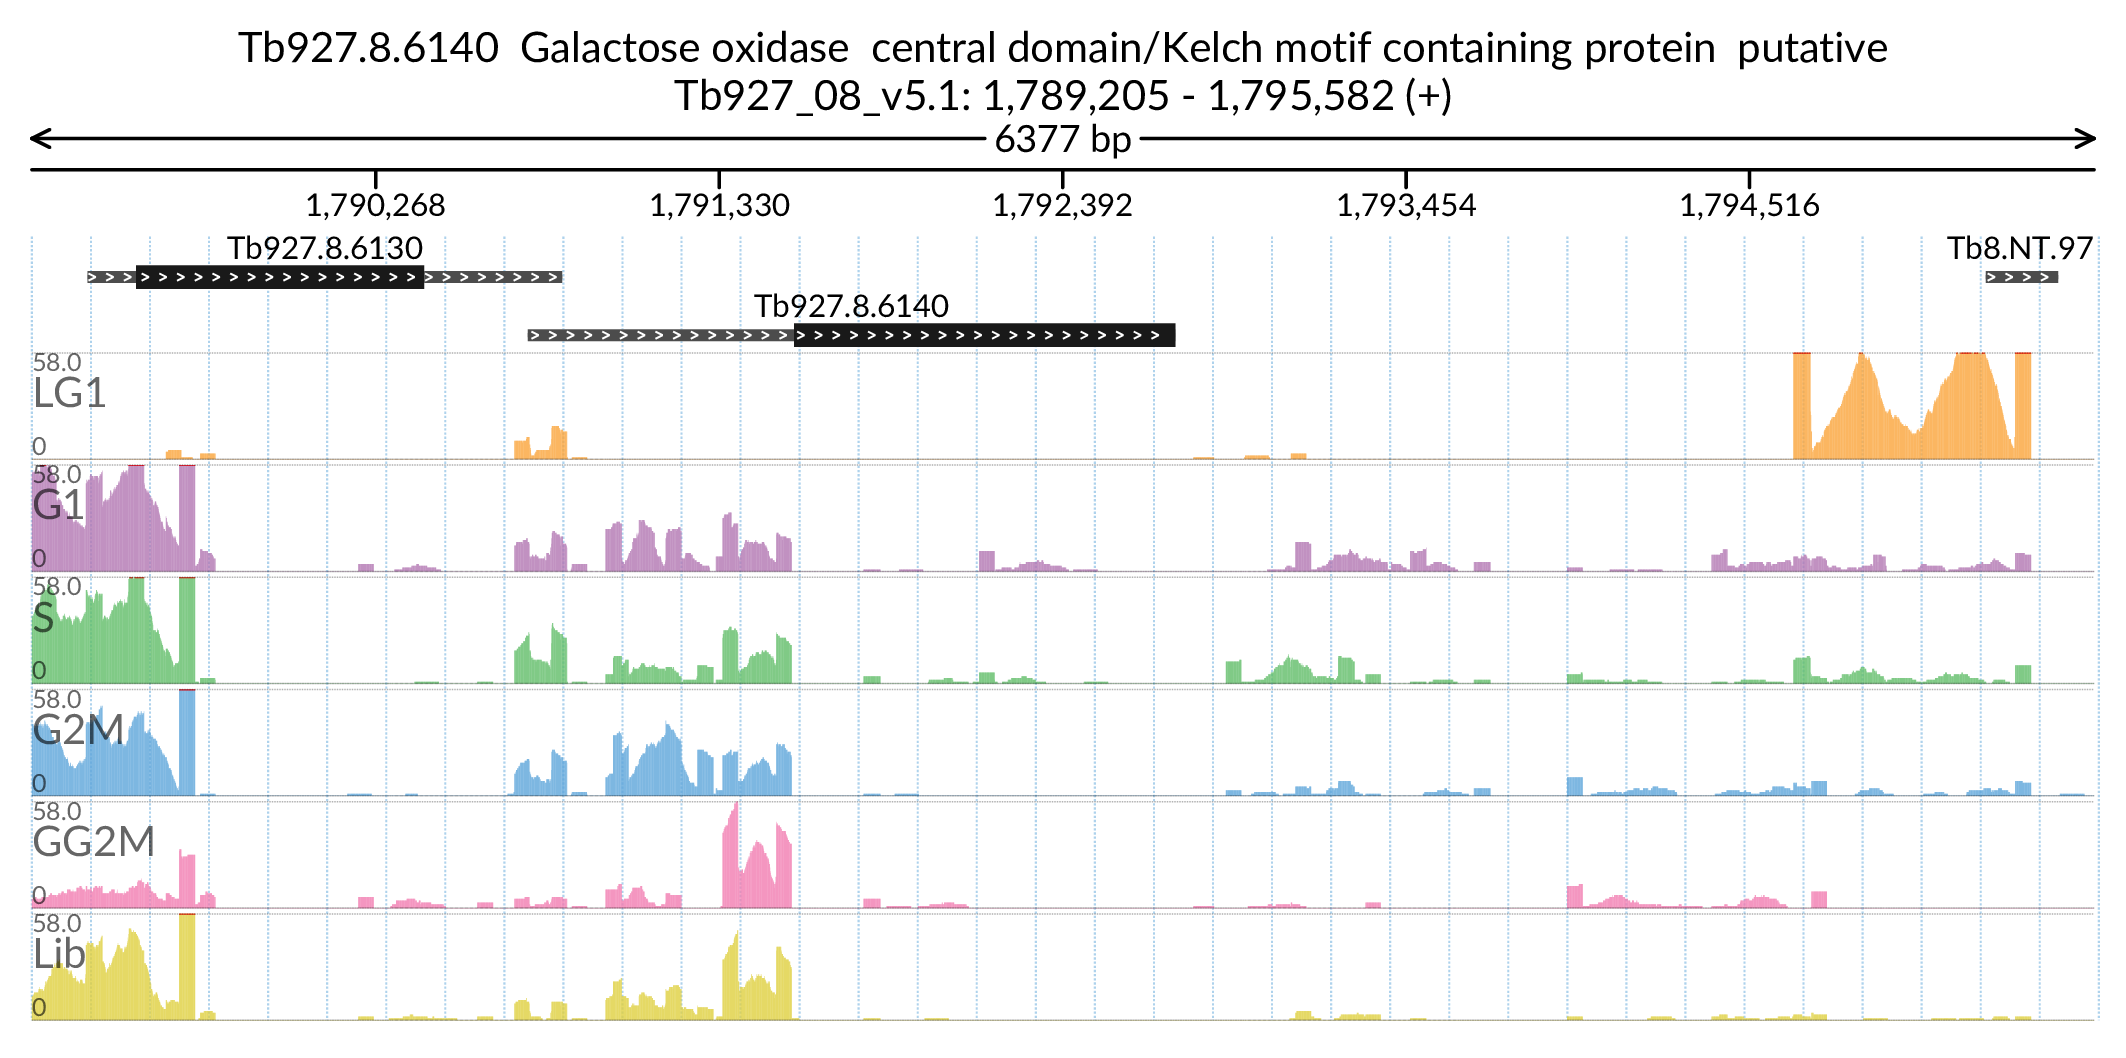 Tb927.8.6140  Galactose oxidase  central domain/Kelch motif containing protein  putative
Tb927_08_v5.1: 1,789,205 - 1,795,582 (+)
6377 bp
1,790,268 1,791,330 1,792,392 1,793,454 1,794,516
Tb927.8.6130 Tb8.NT.97
Tb927.8.6140
58.0
LG1
0
58.0
G1
0
58.0
S
0
58.0
G2M
0
58.0
GG2M
0
58.0
Lib
0